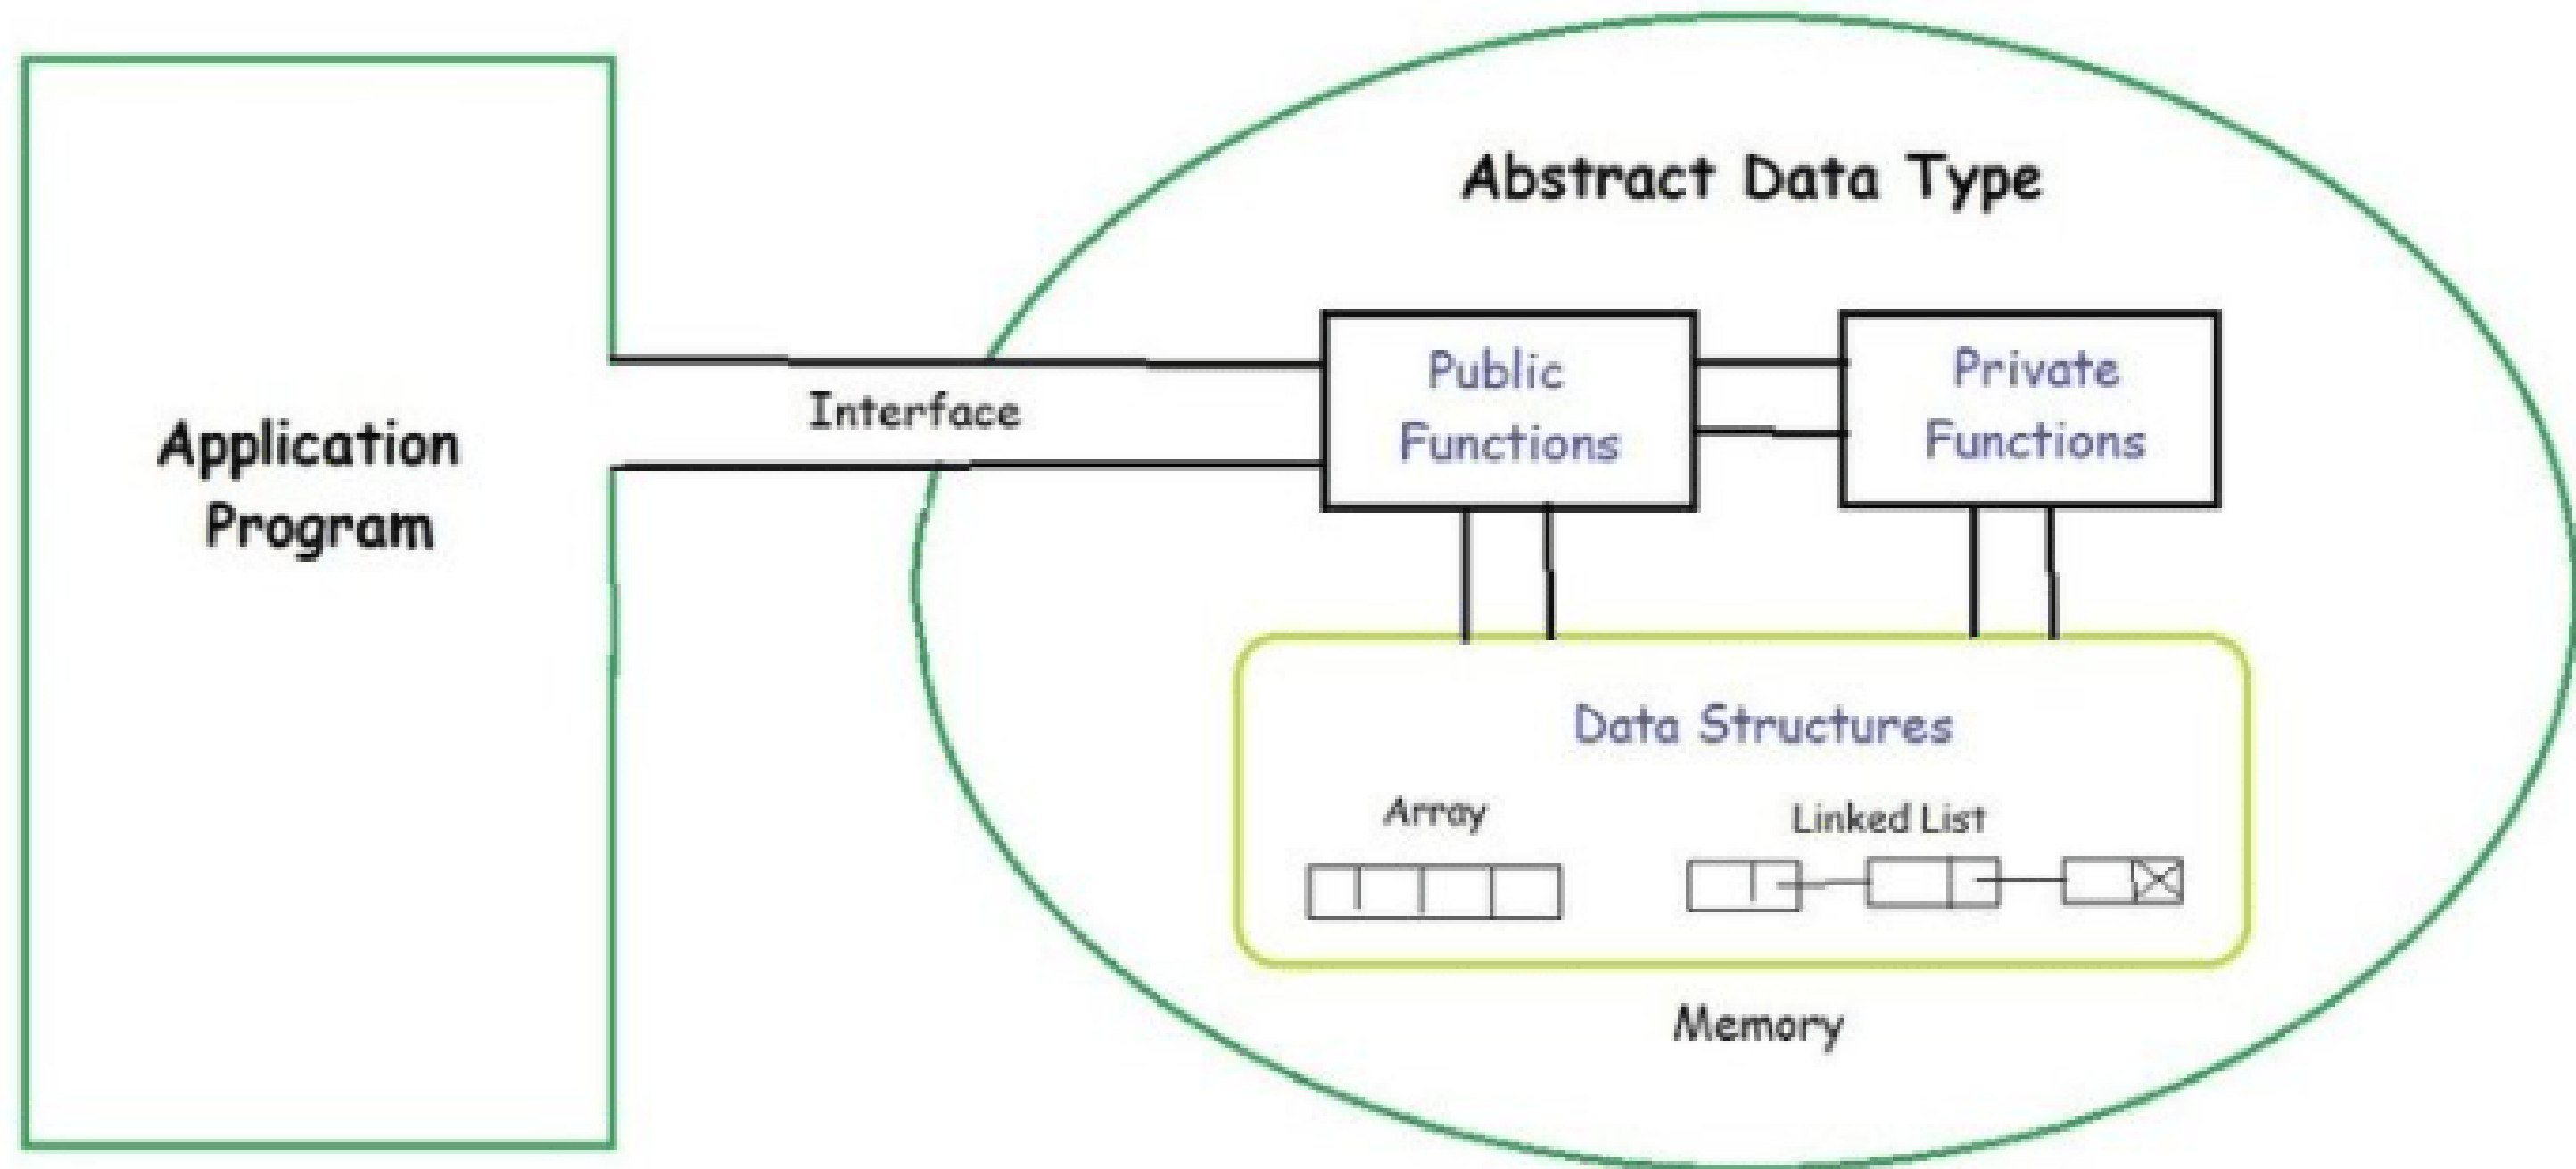 Abstract Data Type
Application
Program
Interface
Public
Functions
Private
Functions
Data Structures
Array
Linked List
Memory